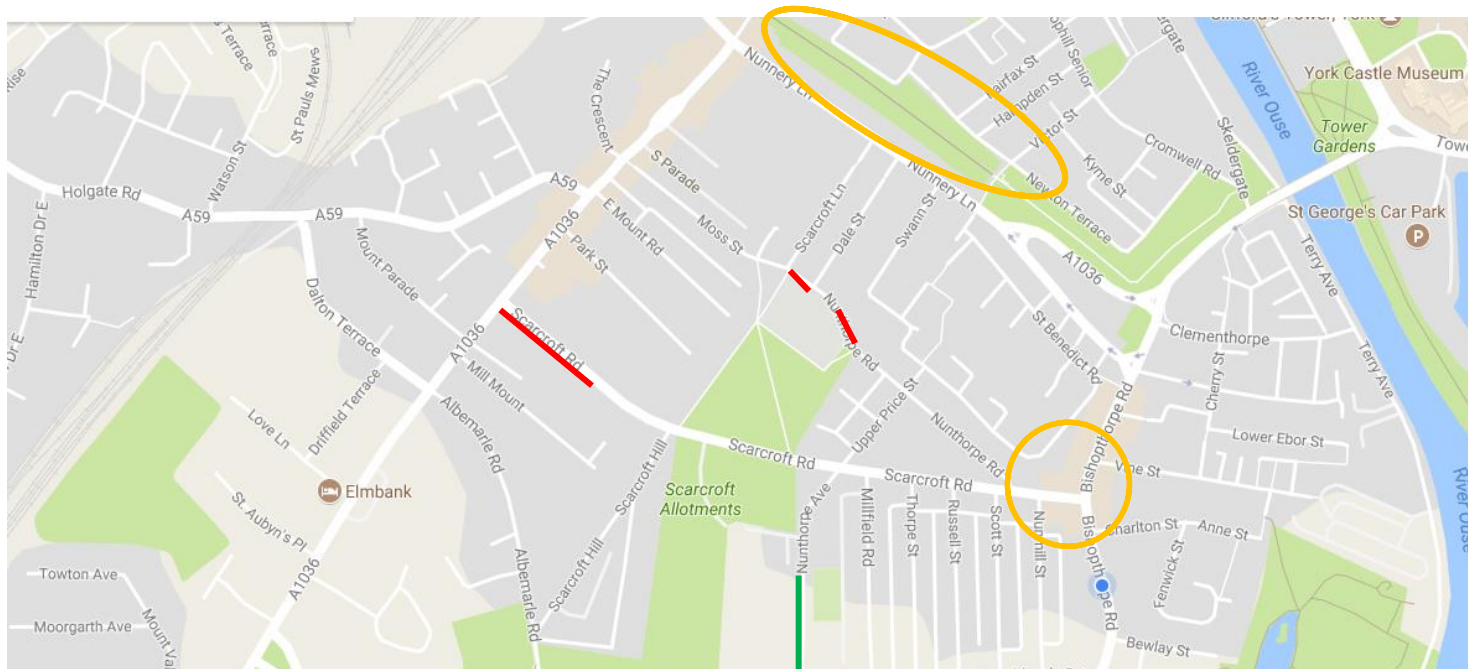 Terrace
Terrace
St Pauls Mews
Rise
Watson St
Holgate Rd
A59
A59
A59
Hamilton Dr E
Dr E
The Crescent
S Parade
Nunnery Ln
Nunnery Ln
Fairfax St
Hampden St
Victor St
Kyme St
Cromwell Rd
Newton Terrace
Skeldergate
River Ouse
York Castle Museum
Tower
Gardens
St George's Car Park
P
Terry Ave
Terry Ave
A1036
A1036
A1036
A1036
Moss St
E Mount Rd
Park St
Scarcroft Ln
Dale St
Swann St
Mount Parade
Dalton Terrace
Scarcroft Rd
Nunthorpe Rd
Mill Mount
Albemarle Rd
Driffield Terrace
Love Ln
Elmbank
St. Aubyn's Pl
Towton Ave
Moorgarth Ave
Mount Val
Albemarle Rd
Scarcroft Hill
Scarcroft Hill
Scarcroft
Allotments
Scarcroft Rd
Scarcroft Rd
Upper Price St
Nunthorpe Rd
Nunthorpe Ave
Millfield Rd
Thorpe St
Russell St
Scott St
Nunmill St
St Benedict Rd
Bishopthorpe Rd
Bishopthorpe Rd
Clementhorpe
Cherry St
Lower Ebor St
Vine St
Charlton St
Anne St
Fenwick St
Bewlay St
River Ouse